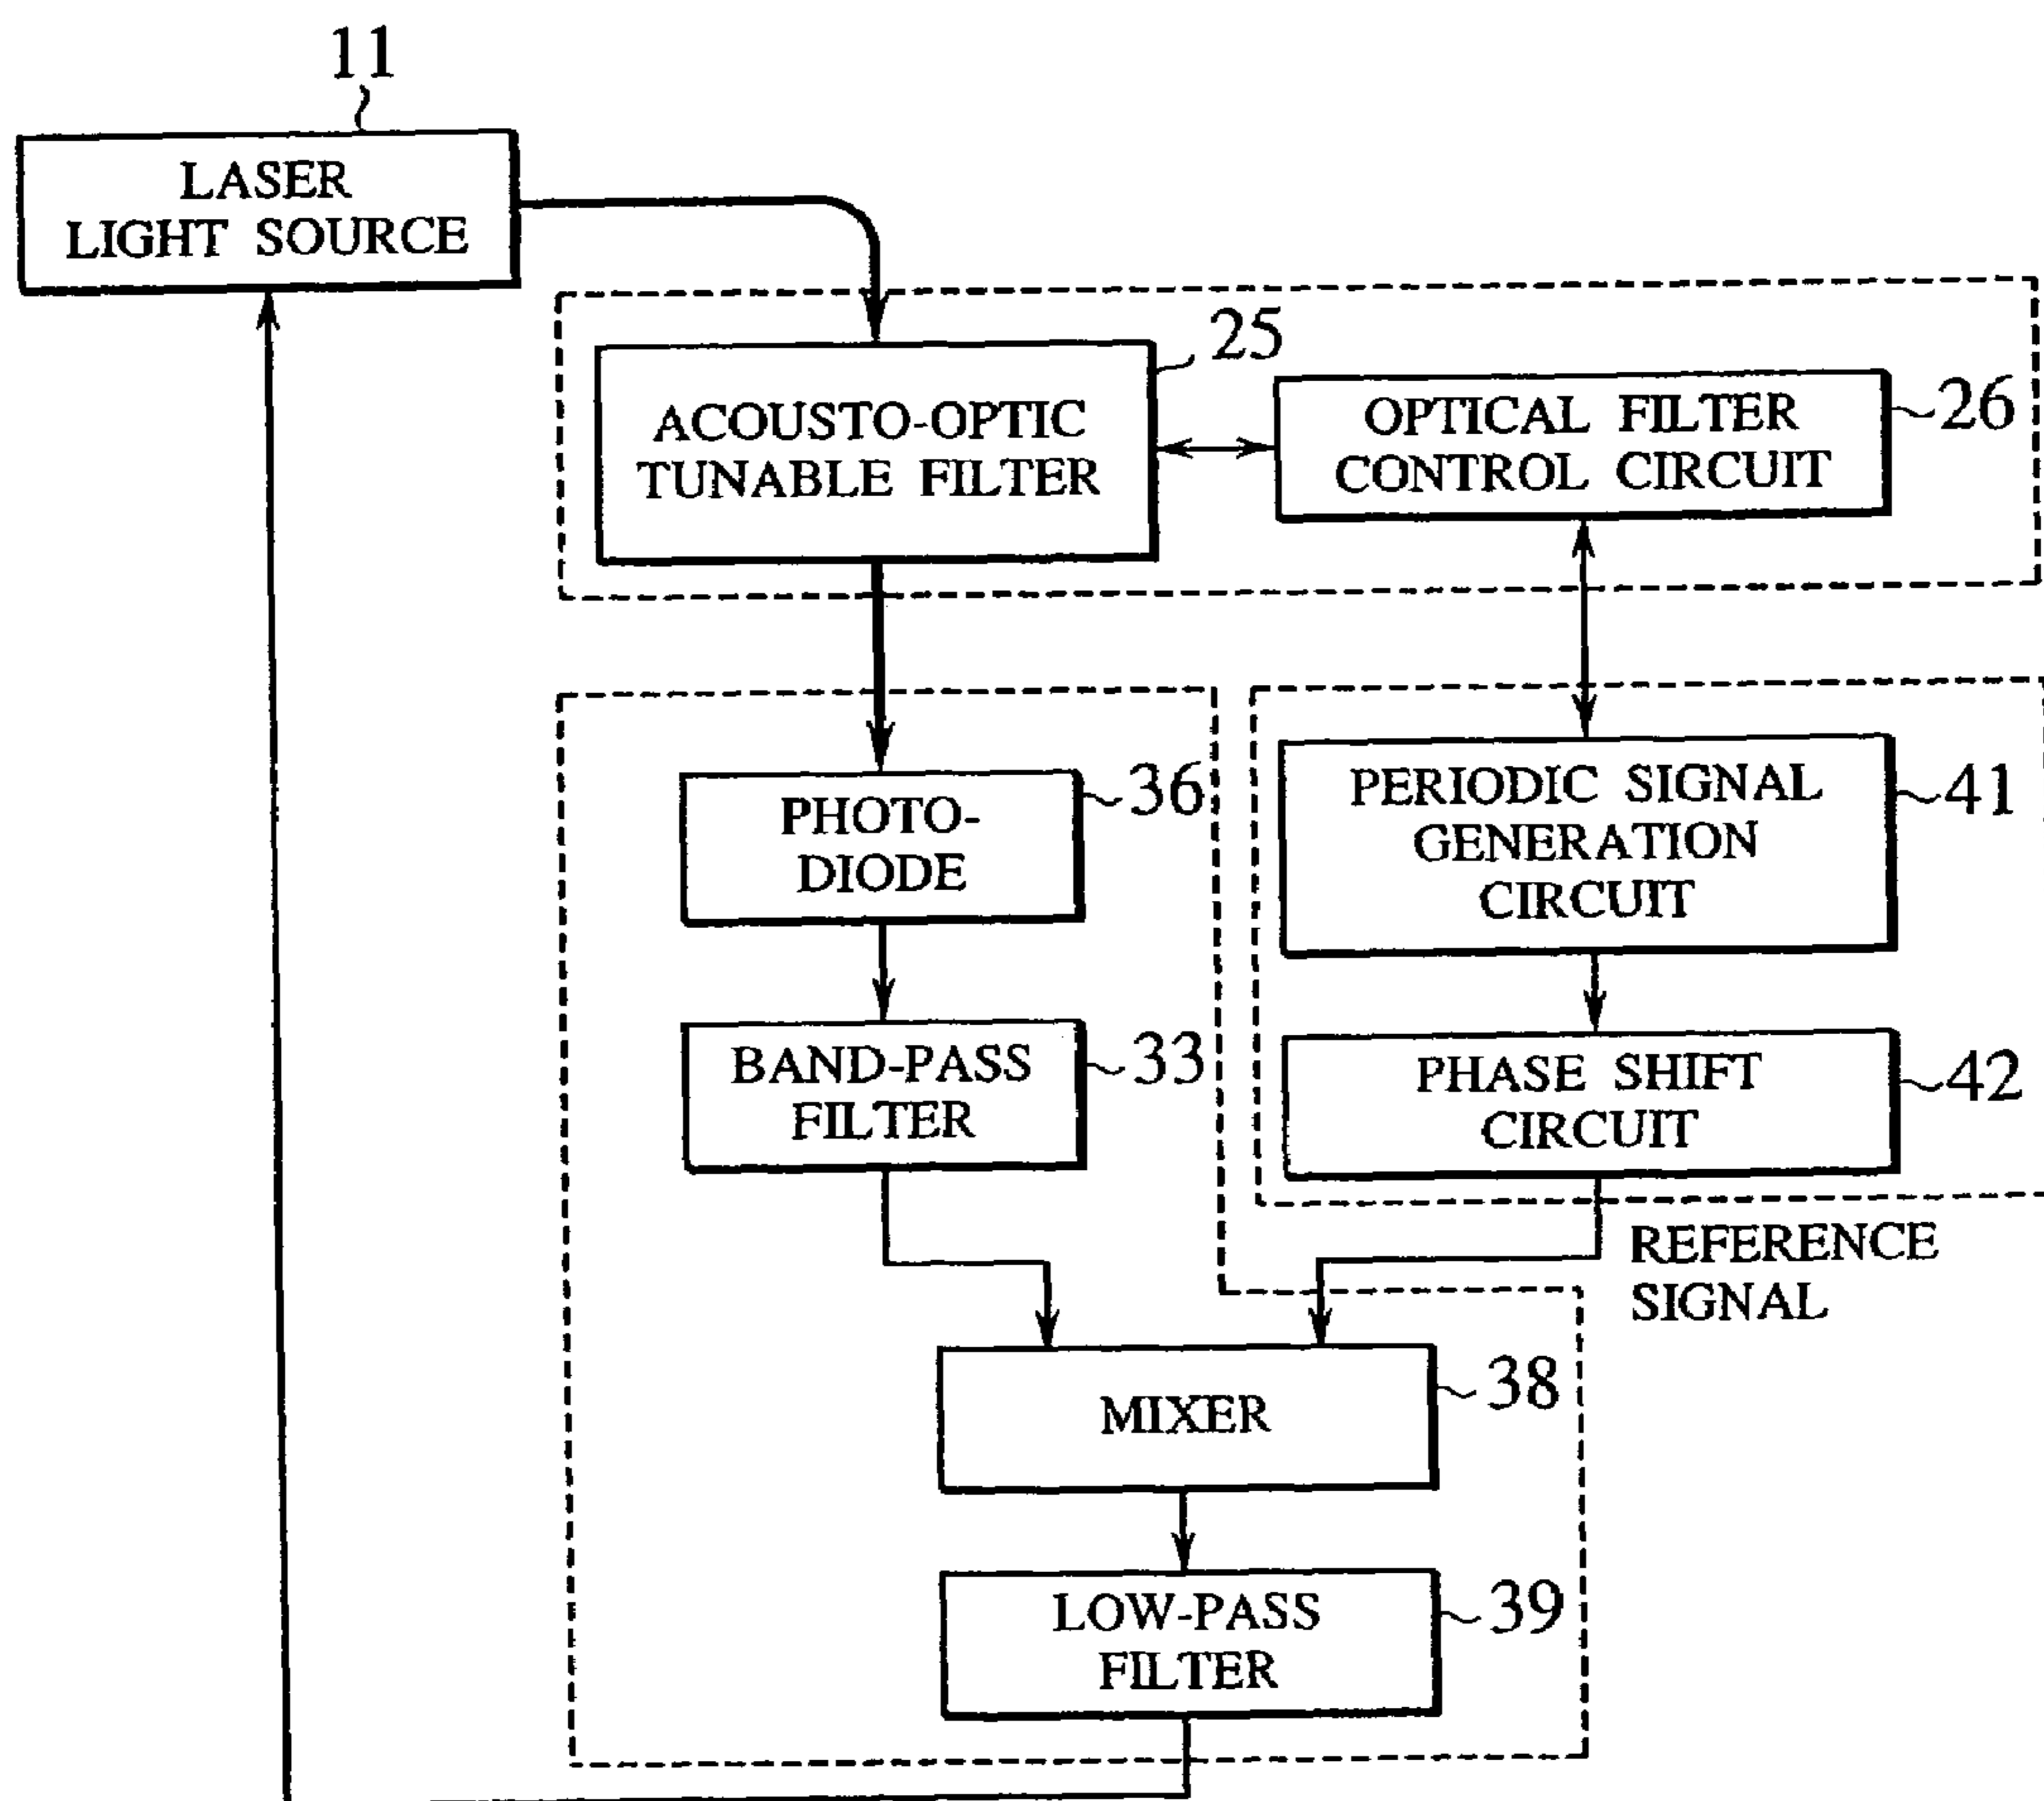 11
LASER
LIGHT SOURCE
25
ACOUSTO-OPTIC
TUNABLE FILTER
OPTICAL FILTER
CONTROL CIRCUIT
26
PHOTO-
DIODE
36
PERIODIC SIGNAL
GENERATION
CIRCUIT
41
BAND-PASS
FILTER
33
PHASE SHIFT
CIRCUIT
42
REFERENCE
SIGNAL
MIXER
38
LOW-PASS
FILTER
39